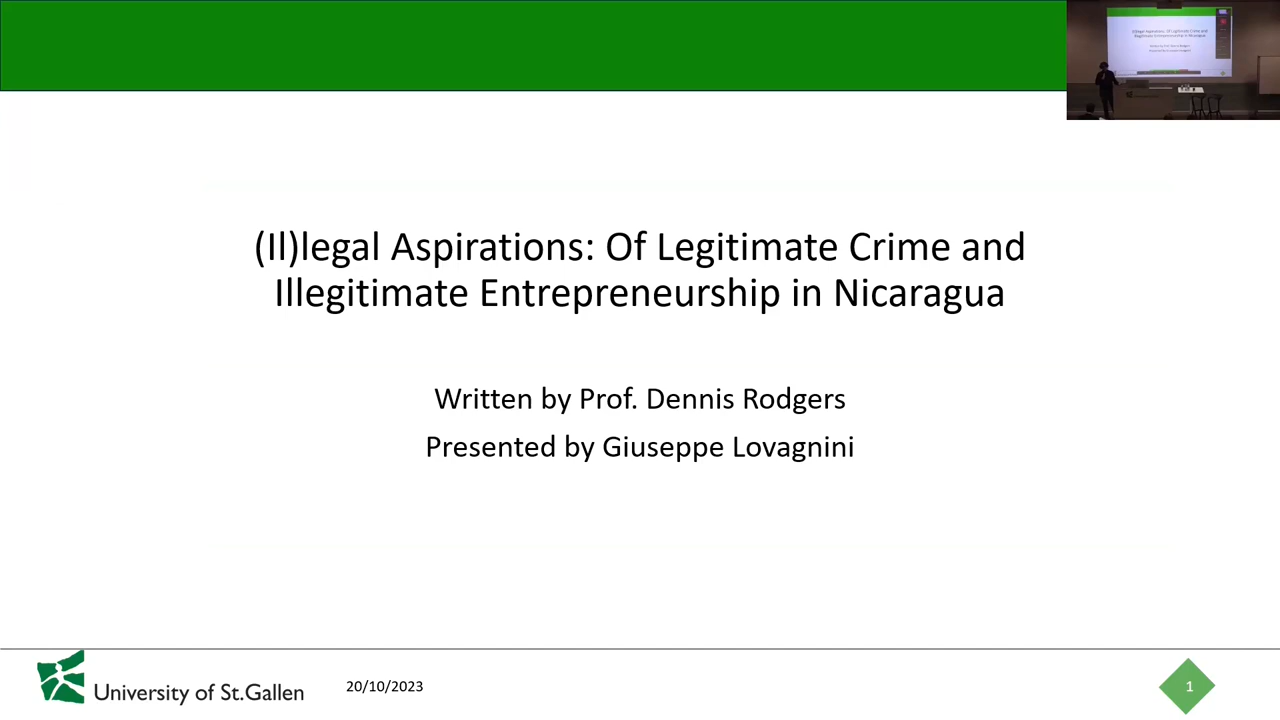 (Il)legal Aspirations: Of Legitimate Crime and
Illegitimate Entrepreneurship in Nicaragua
Written by Prof. Dennis Rodgers
Presented by Giuseppe Lovagnini
University of St.Gallen
20/10/2023
1